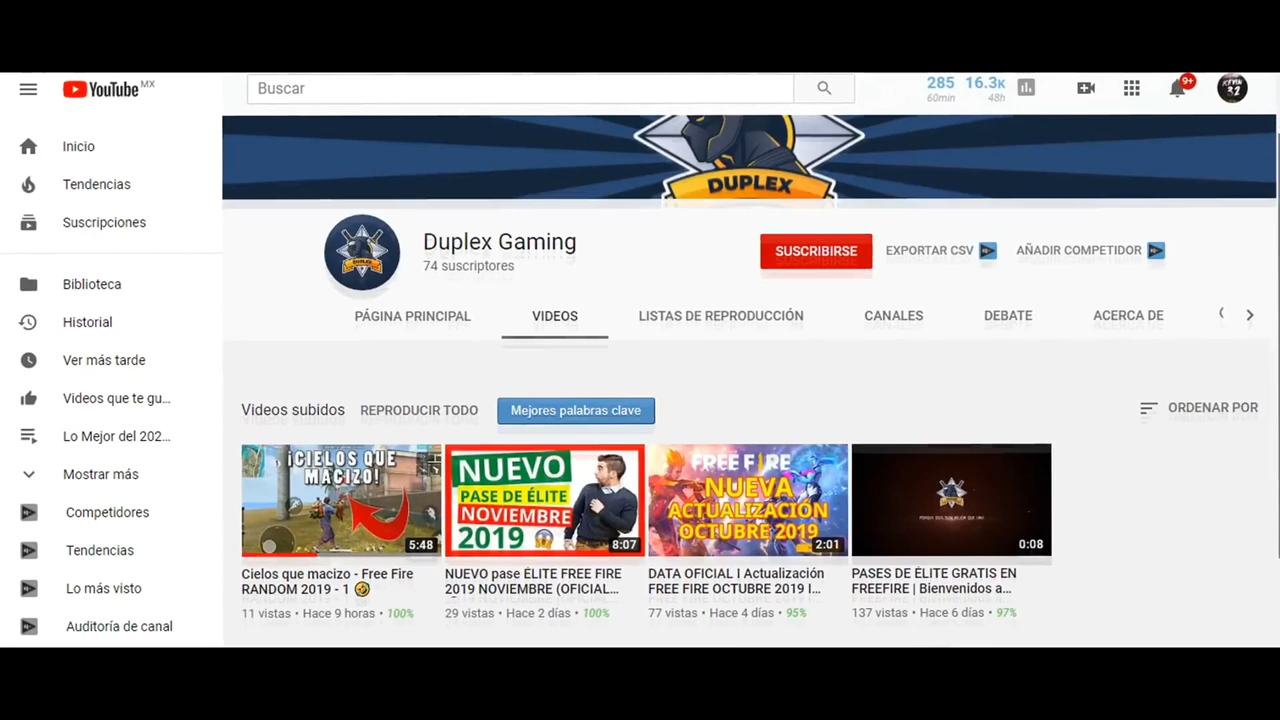 YouTube MX
Buscar
285 16.3K
60min 48h
9+
KEVIN
32
Inicio
Tendencias
Suscripciones
Biblioteca
Historial
Ver más tarde
Videos que te gu...
Lo Mejor del 202...
Mostrar más
Competidores
Tendencias
Lo más visto
Auditoría de canal
DUPLEX
DUPLEX
Duplex Gaming
74 suscriptores
SUSCRIBIRSE
EXPORTAR CSV
AÑADIR COMPETIDOR
PÁGINA PRINCIPAL
VIDEOS
LISTAS DE REPRODUCCIÓN
CANALES
DEBATE
ACERCA DE
Videos subidos
REPRODUCIR TODO
Mejores palabras clave
ORDENAR POR
¡CIELOS QUE
MACIZO!
5:48
Cielos que macizo - Free Fire
RANDOM 2019 - 1 🤣
11 vistas • Hace 9 horas • 100%
NUEVO
PASE DE ÉLITE
NOVIEMBRE
2019 😱
8:07
NUEVO pase ÉLITE FREE FIRE
2019 NOVIEMBRE (OFICIAL...
29 vistas • Hace 2 días • 100%
FREE FIRE
NUEVA
ACTUALIZACIÓN
OCTUBRE 2019
2:01
DATA OFICIAL I Actualización
FREE FIRE OCTUBRE 2019 I...
77 vistas • Hace 4 días • 95%
0:08
PASES DE ÉLITE GRATIS EN
FREEFIRE | Bienvenidos a...
137 vistas • Hace 6 días • 97%